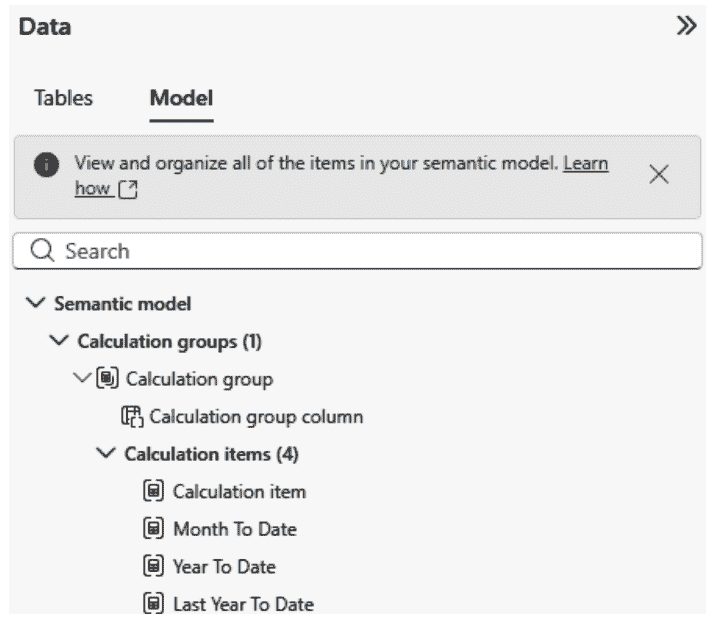 Data
Tables Model
View and organize all of the items in your semantic model. Learn
how
Search
Semantic model
Calculation groups (1)
Calculation group
Calculation group column
Calculation items (4)
Calculation item
Month To Date
Year To Date
Last Year To Date